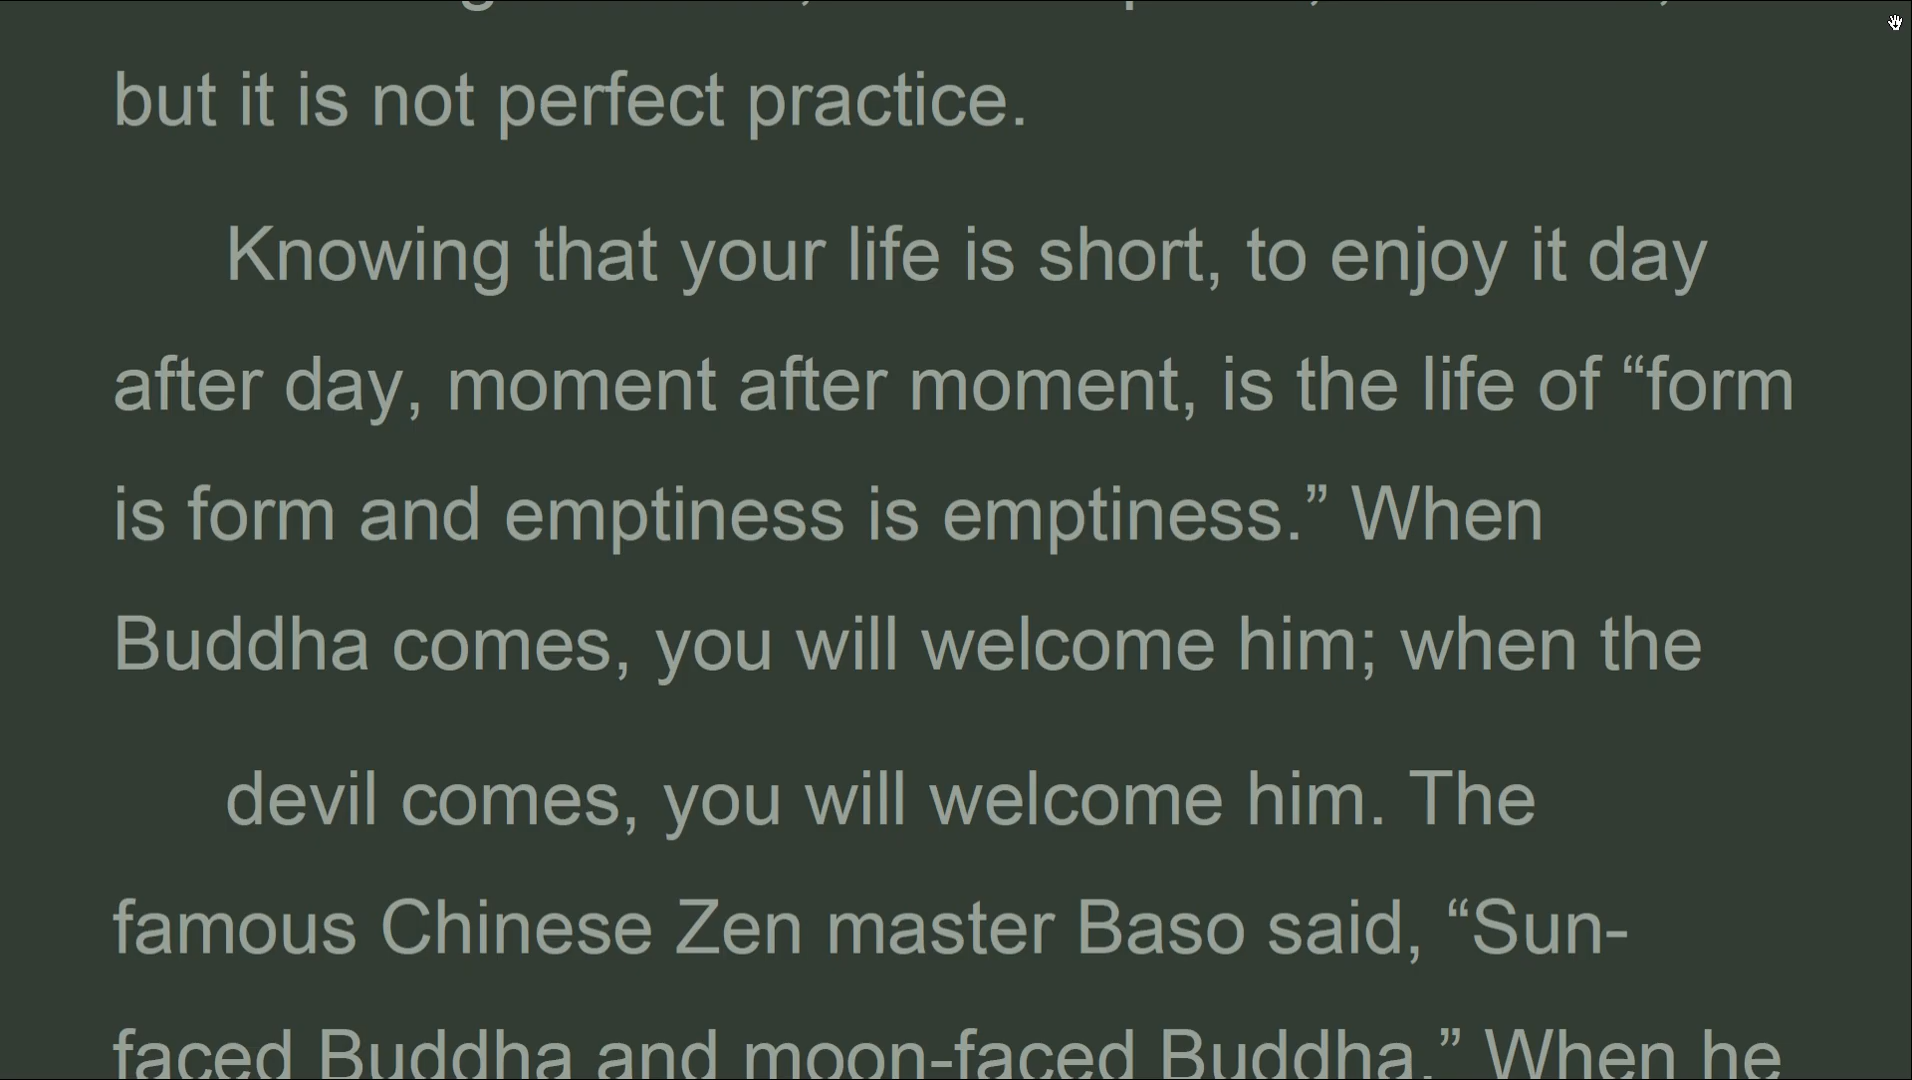 but it is not perfect practice.
Knowing that your life is short, to enjoy it day
after day, moment after moment, is the life of “form
is form and emptiness is emptiness.” When
Buddha comes, you will welcome him; when the
devil comes, you will welcome him. The
famous Chinese Zen master Baso said, “Sun-
faced Buddha and moon-faced Buddha.” When he